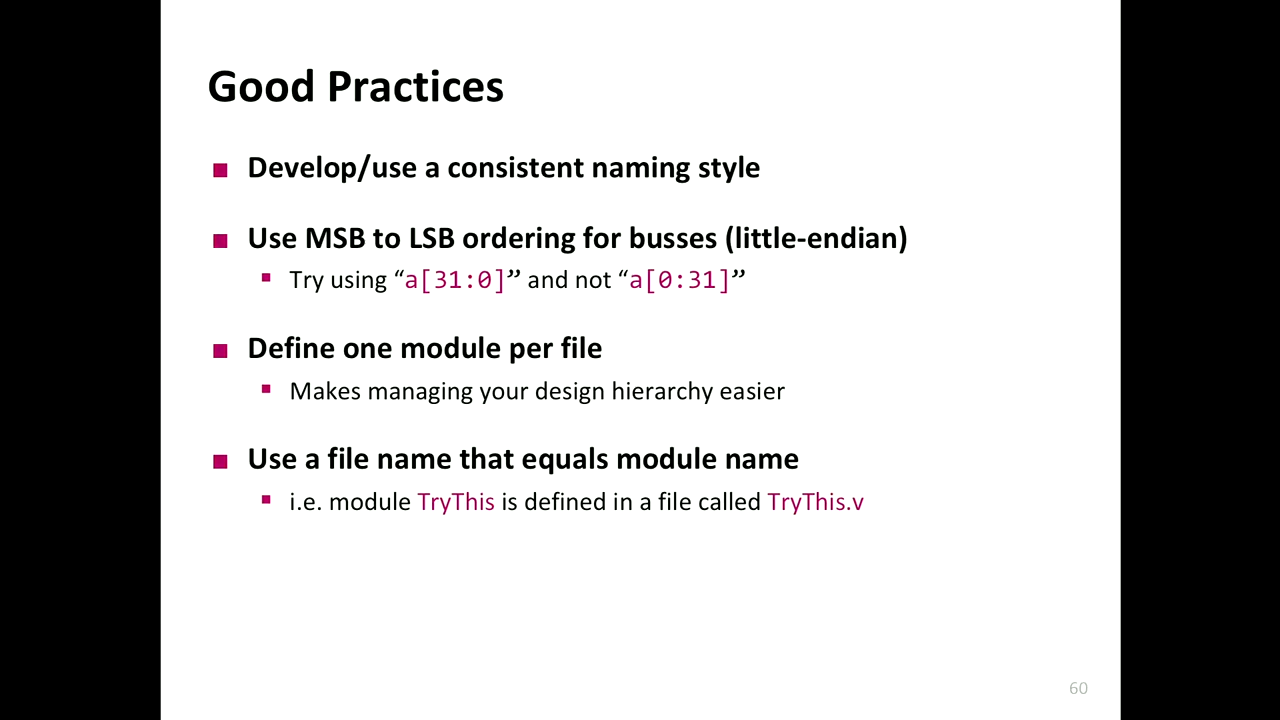 Good Practices
Develop/use a consistent naming style
Use MSB to LSB ordering for busses (little-endian)
Try using “a[31:0]” and not “a[0:31]”
Define one module per file
Makes managing your design hierarchy easier
Use a file name that equals module name
i.e. module TryThis is defined in a file called TryThis.v
60